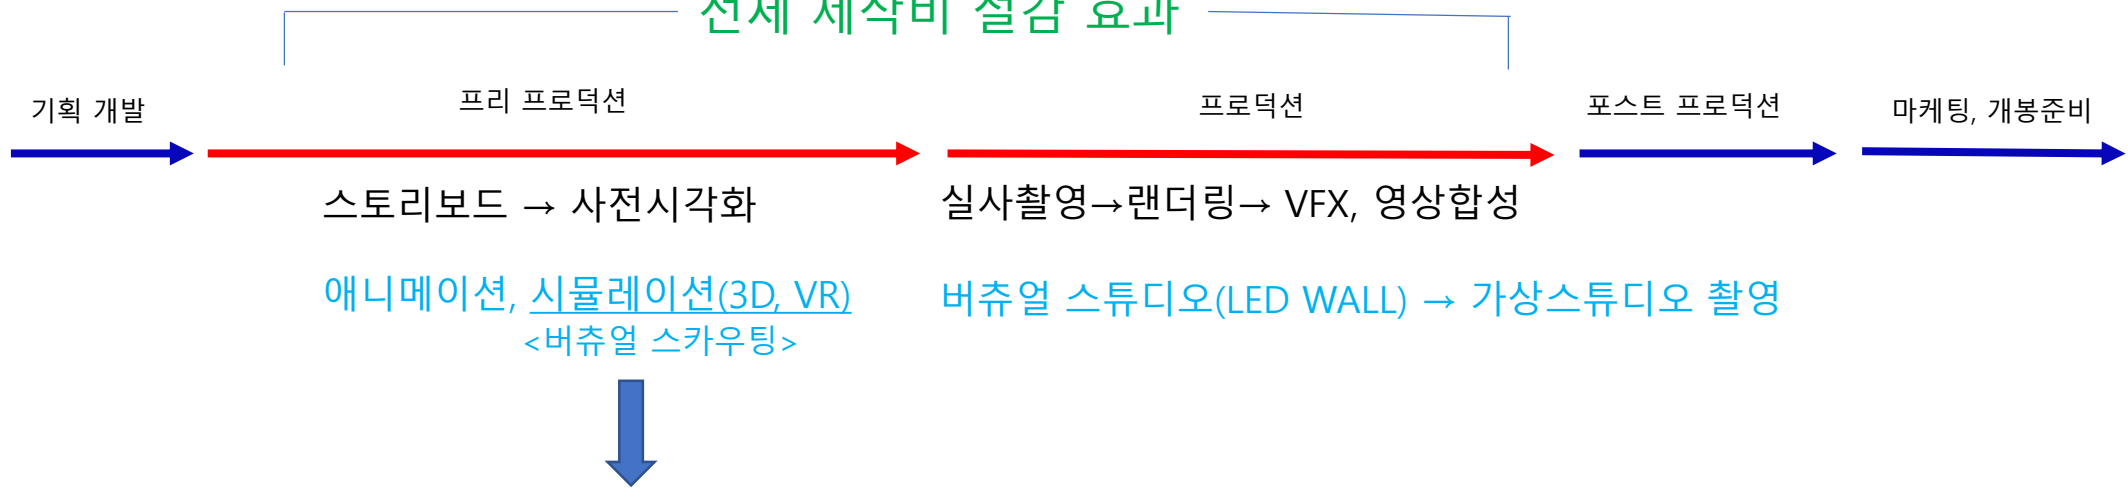 전체 제작비 절감 효과
기획 개발
프리 프로덕션
프로덕션
포스트 프로덕션
마케팅, 개봉준비
스토리보드 → 사전시각화
실사촬영→랜더링→ VFX, 영상합성
애니메이션, 시뮬레이션(3D, VR)
<버츄얼 스카우팅>
버츄얼 스튜디오(LED WALL) → 가상스튜디오 촬영